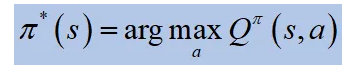 π*(s) = arg max_a Q^π(s, a)